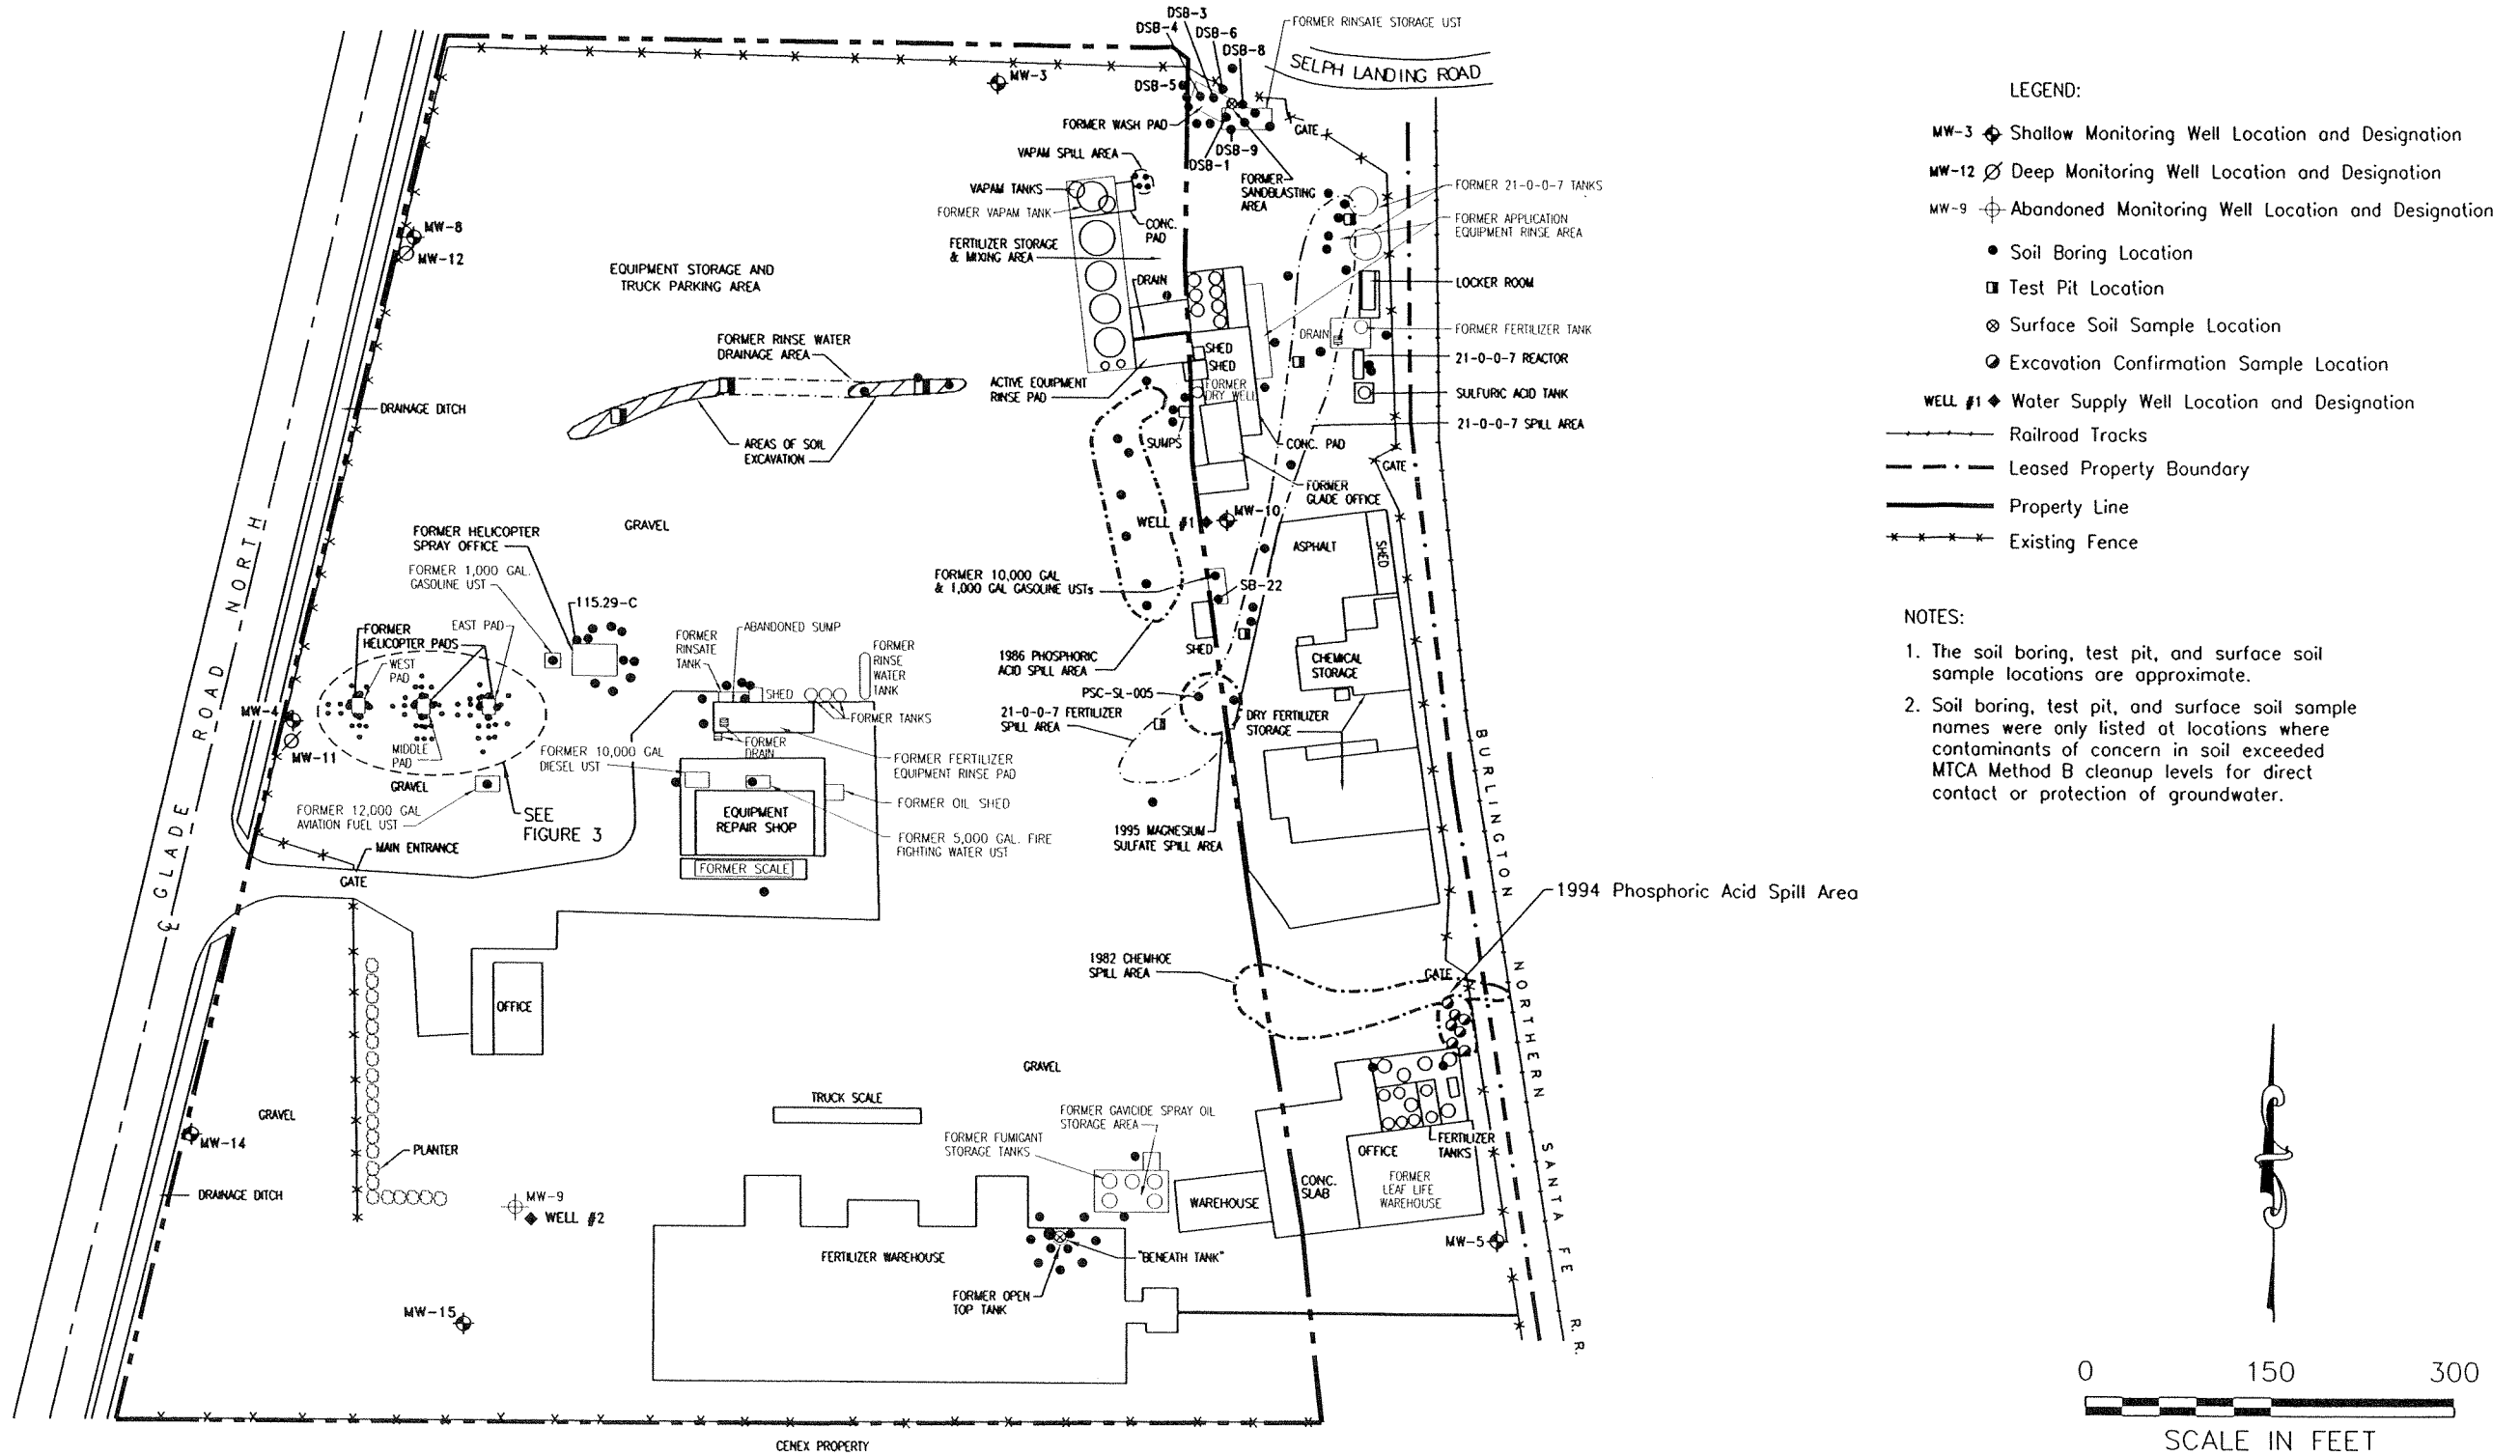 DSB-3
DSB-4
DSB-6
DSB-8
FORMER RINSATE STORAGE UST
SELPH LANDING ROAD
MW-3
DSB-5
FORMER WASH PAD
GATE
DSB-9
DSB-1
VAPAM SPILL AREA
VAPAM TANKS
FORMER VAPAM TANK
CONC.
PAD
FORMER
SANDBLASTING
AREA
FORMER 21-0-0-7 TANKS
FORMER APPLICATION
EQUIPMENT RINSE AREA
MW-8
MW-12
FERTILIZER STORAGE
& MIXING AREA
EQUIPMENT STORAGE AND
TRUCK PARKING AREA
DRAIN
LOCKER ROOM
DRAIN
FORMER FERTILIZER TANK
FORMER RINSE WATER
DRAINAGE AREA
SHED
SHED
21-0-0-7 REACTOR
ACTIVE EQUIPMENT
RINSE PAD
FORMER
DRY WELL
SULFURIC ACID TANK
DRAINAGE DITCH
21-0-0-7 SPILL AREA
AREAS OF SOIL
EXCAVATION
SUMPS
CONC. PAD
GATE
FORMER
GLADE OFFICE
GRAVEL
WELL #1
MW-10
FORMER HELICOPTER
SPRAY OFFICE
ASPHALT
SHED
FORMER 1,000 GAL.
GASOLINE UST
FORMER 10,000 GAL
& 1,000 GAL GASOLINE USTs
SB-22
115.29-C
FORMER
HELICOPTER PADS
EAST PAD
WEST
PAD
FORMER
RINSATE
TANK
ABANDONED SUMP
FORMER
RINSE
WATER
TANK
SHED
1986 PHOSPHORIC
ACID SPILL AREA
CHEMICAL
STORAGE
SHED
FORMER TANKS
PSC-SL-005
MW-4
21-0-0-7 FERTILIZER
SPILL AREA
DRY FERTILIZER
STORAGE
MW-11
MIDDLE
PAD
FORMER
DRAIN
FORMER 10,000 GAL
DIESEL UST
FORMER FERTILIZER
EQUIPMENT RINSE PAD
GRAVEL
FORMER 12,000 GAL
AVIATION FUEL UST
SEE
FIGURE 3
EQUIPMENT
REPAIR SHOP
FORMER OIL SHED
FORMER 5,000 GAL. FIRE
FIGHTING WATER UST
1995 MAGNESIUM
SULFATE SPILL AREA
MAIN ENTRANCE
FORMER SCALE
GATE
℄ GLADE ROAD NORTH
BURLINGTON NORTHERN SANTA FE R.R.
1994 Phosphoric Acid Spill Area
1982 CHEMHOE
SPILL AREA
GATE
OFFICE
GRAVEL
TRUCK SCALE
GRAVEL
FORMER GAVICIDE SPRAY OIL
STORAGE AREA
FORMER FUMIGANT
STORAGE TANKS
MW-14
PLANTER
FERTILIZER
TANKS
OFFICE
FORMER
LEAF LIFE
WAREHOUSE
CONC.
SLAB
WAREHOUSE
DRAINAGE DITCH
MW-9
WELL #2
MW-5
FERTILIZER WAREHOUSE
"BENEATH TANK"
FORMER OPEN
TOP TANK
MW-15
CENEX PROPERTY
LEGEND:
MW-3 Shallow Monitoring Well Location and Designation
MW-12 Deep Monitoring Well Location and Designation
MW-9 Abandoned Monitoring Well Location and Designation
Soil Boring Location
Test Pit Location
Surface Soil Sample Location
Excavation Confirmation Sample Location
WELL #1 Water Supply Well Location and Designation
Railroad Tracks
Leased Property Boundary
Property Line
Existing Fence
NOTES:
1. The soil boring, test pit, and surface soil
sample locations are approximate.
2. Soil boring, test pit, and surface soil sample
names were only listed at locations where
contaminants of concern in soil exceeded
MTCA Method B cleanup levels for direct
contact or protection of groundwater.
0 150 300
SCALE IN FEET